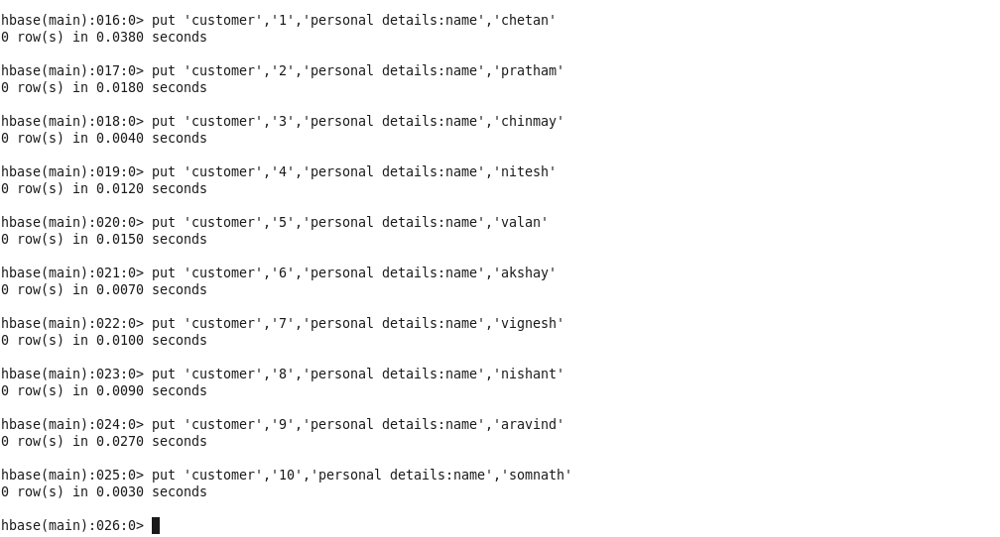 hbase(main):016:0> put 'customer','1','personal details:name','chetan'
0 row(s) in 0.0380 seconds
hbase(main):017:0> put 'customer','2','personal details:name','pratham'
0 row(s) in 0.0180 seconds
hbase(main):018:0> put 'customer','3','personal details:name','chinmay'
0 row(s) in 0.0040 seconds
hbase(main):019:0> put 'customer','4','personal details:name','nitesh'
0 row(s) in 0.0120 seconds
hbase(main):020:0> put 'customer','5','personal details:name','valan'
0 row(s) in 0.0150 seconds
hbase(main):021:0> put 'customer','6','personal details:name','akshay'
0 row(s) in 0.0070 seconds
hbase(main):022:0> put 'customer','7','personal details:name','vignesh'
0 row(s) in 0.0100 seconds
hbase(main):023:0> put 'customer','8','personal details:name','nishant'
0 row(s) in 0.0090 seconds
hbase(main):024:0> put 'customer','9','personal details:name','aravind'
0 row(s) in 0.0270 seconds
hbase(main):025:0> put 'customer','10','personal details:name','somnath'
0 row(s) in 0.0030 seconds
hbase(main):026:0>